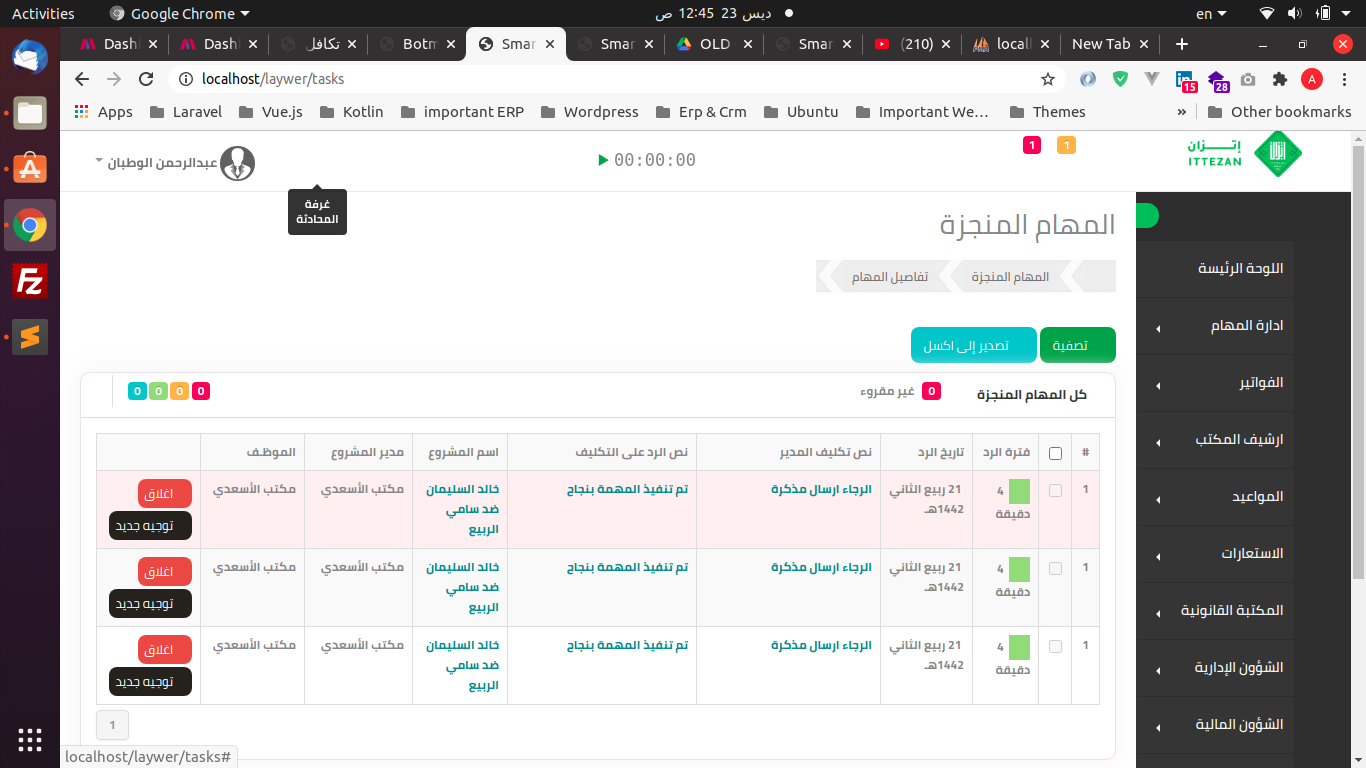 Activities
Google Chrome
ديس 23 12:45 ص
en
Dash
Dash
تكافل
Botm
Smar
Smar
OLD
Smar
(210)
local
New Tab
localhost/laywer/tasks
15
28
A
Apps
Laravel
Vue.js
Kotlin
important ERP
Wordpress
Erp & Crm
Ubuntu
Important We…
Themes
»
Other bookmarks
إتــزان
ITTEZAN
1
1
00:00:00
عبدالرحمن الوطبان
غرفة
المحادثة
اللوحة الرئيسة
ادارة المهام
الفواتير
ارشيف المكتب
المواعيد
الاستعارات
المكتبة القانونية
الشؤون الإدارية
الشؤون المالية
المهام المنجزة
المهام المنجزة
تفاصيل المهام
تصفية
تصدير إلى اكسل
كل المهام المنجزة
0 غير مقروء
0 0 0 0
# فترة الرد تاريخ الرد نص تكليف المدير نص الرد على التكليف اسم المشروع مدير المشروع الموظف
1 4 دقيقة 21 ربيع الثاني 1442هـ الرجاء ارسال مذكرة تم تنفيذ المهمة بنجاح خالد السليمان ضد سامي الربيع مكتب الأسعدي مكتب الأسعدي اغلاق توجيه جديد
1 4 دقيقة 21 ربيع الثاني 1442هـ الرجاء ارسال مذكرة تم تنفيذ المهمة بنجاح خالد السليمان ضد سامي الربيع مكتب الأسعدي مكتب الأسعدي اغلاق توجيه جديد
1 4 دقيقة 21 ربيع الثاني 1442هـ الرجاء ارسال مذكرة تم تنفيذ المهمة بنجاح خالد السليمان ضد سامي الربيع مكتب الأسعدي مكتب الأسعدي اغلاق توجيه جديد
1
localhost/laywer/tasks#